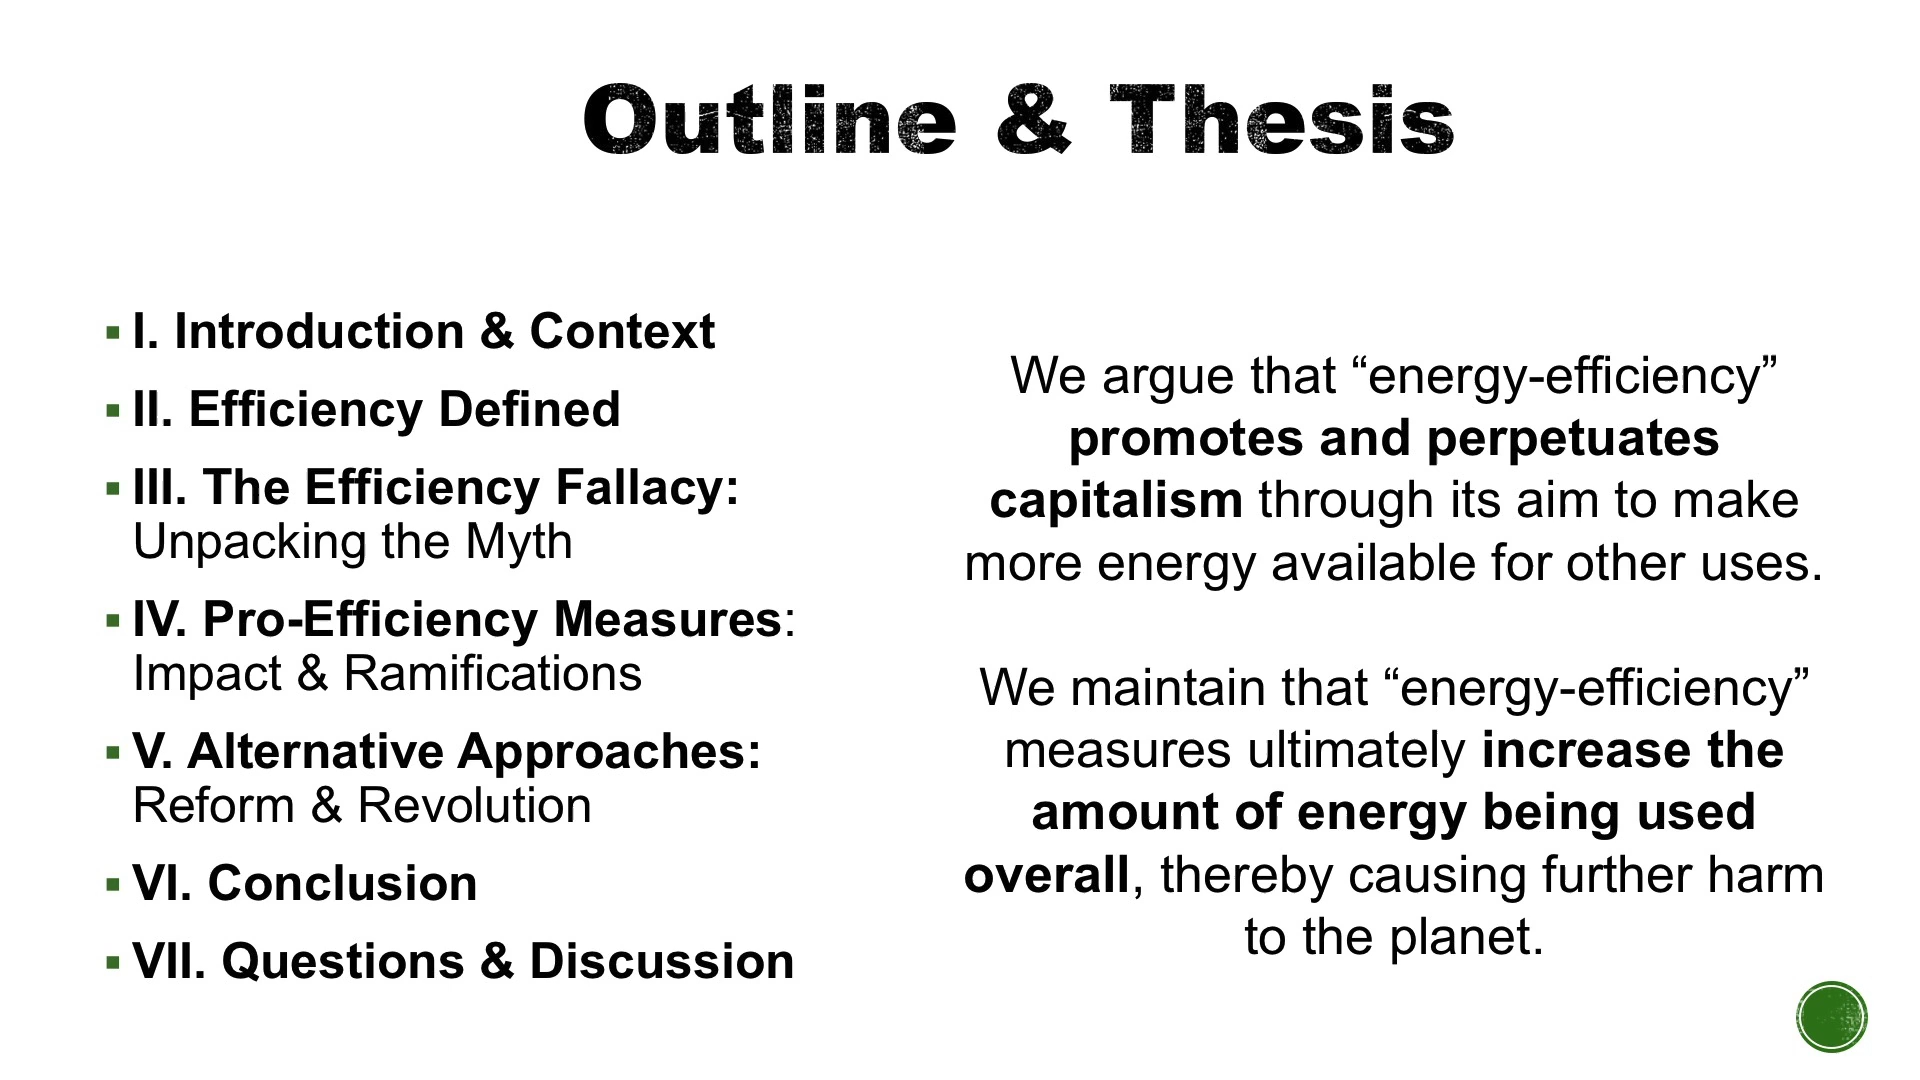 Outline & Thesis
▪ I. Introduction & Context
▪ II. Efficiency Defined
▪ III. The Efficiency Fallacy:
Unpacking the Myth
▪ IV. Pro-Efficiency Measures:
Impact & Ramifications
▪ V. Alternative Approaches:
Reform & Revolution
▪ VI. Conclusion
▪ VII. Questions & Discussion
We argue that “energy-efficiency”
promotes and perpetuates
capitalism through its aim to make
more energy available for other uses.
We maintain that “energy-efficiency”
measures ultimately increase the
amount of energy being used
overall, thereby causing further harm
to the planet.